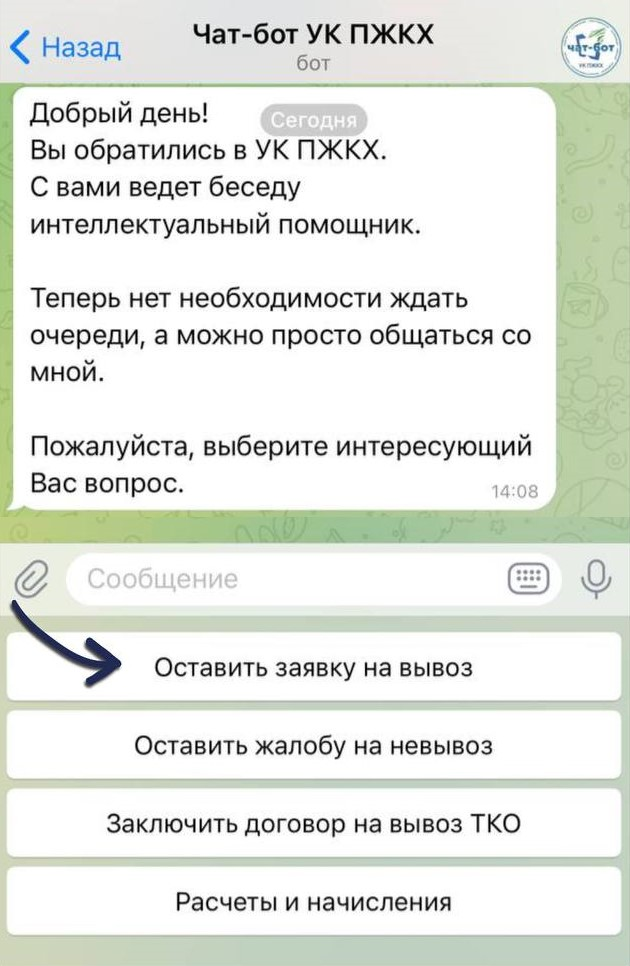 Назад
Чат-бот УК ПЖКХ
бот
чат-бот
УК ПЖКХ
Сегодня
Добрый день!
Вы обратились в УК ПЖКХ.
С вами ведет беседу
интеллектуальный помощник.
Теперь нет необходимости ждать
очереди, а можно просто общаться со
мной.
Пожалуйста, выберите интересующий
Вас вопрос.
14:08
Сообщение
Оставить заявку на вывоз
Оставить жалобу на невывоз
Заключить договор на вывоз ТКО
Расчеты и начисления